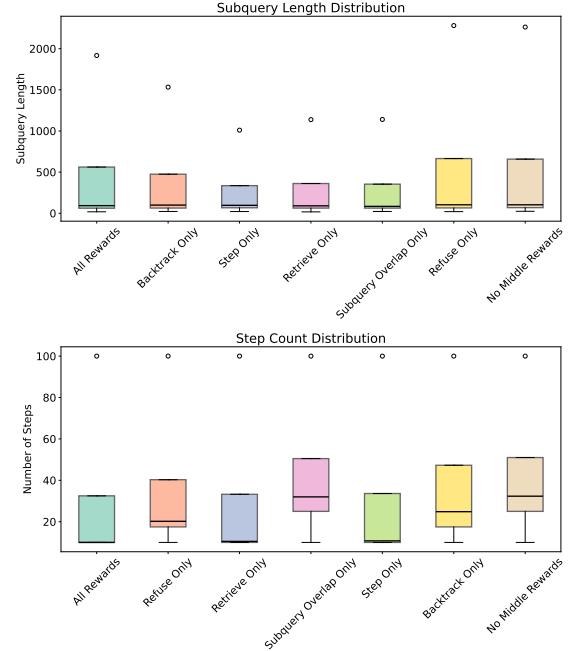 Subquery Length Distribution
Subquery Length
2000
1500
1000
500
0
All Rewards
Backtrack Only
Step Only
Retrieve Only
Subquery Overlap Only
Refuse Only
No Middle Rewards
Step Count Distribution
Number of Steps
100
80
60
40
20
All Rewards
Refuse Only
Retrieve Only
Subquery Overlap Only
Step Only
Backtrack Only
No Middle Rewards